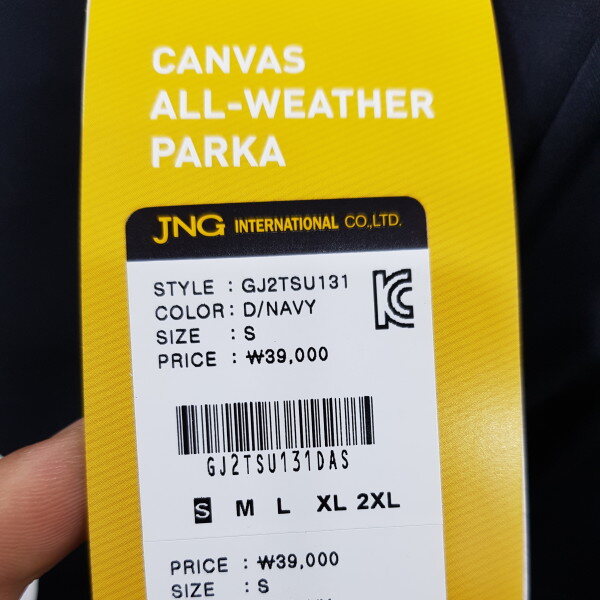 CANVAS
ALL-WEATHER
PARKA
JNG INTERNATIONAL CO.,LTD.
STYLE : GJ2TSU131
COLOR : D/NAVY
SIZE : S
PRICE : ₩39,000
GJ2TSU131DAS
S M L XL 2XL
PRICE : ₩39,000
SIZE : S